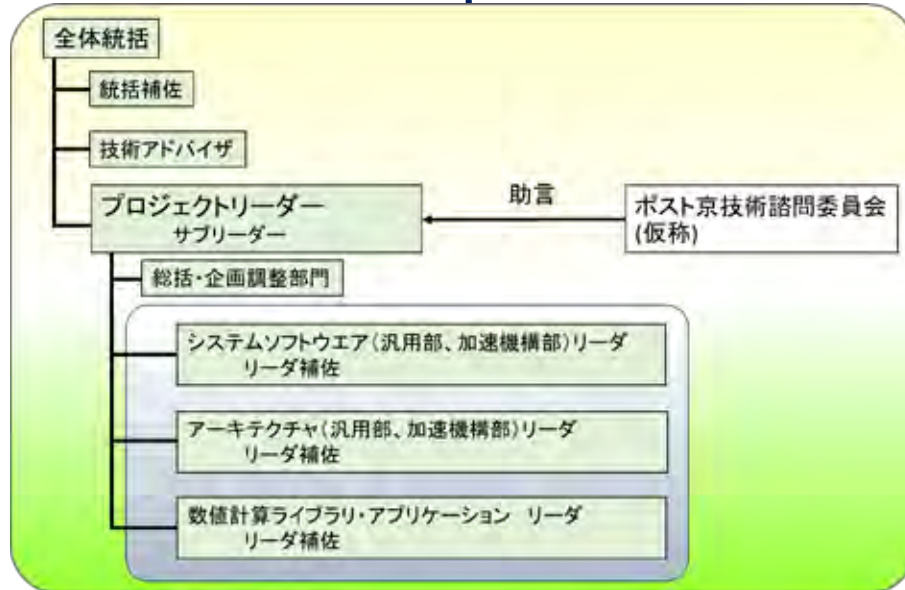 全体統括
統括補佐
技術アドバイザ
プロジェクトリーダー
サブリーダー
助言
ポスト京技術諮問委員会
(仮称)
総括・企画調整部門
システムソフトウエア(汎用部、加速機構部)リーダ
リーダ補佐
アーキテクチャ(汎用部、加速機構部)リーダ
リーダ補佐
数値計算ライブラリ・アプリケーション リーダ
リーダ補佐